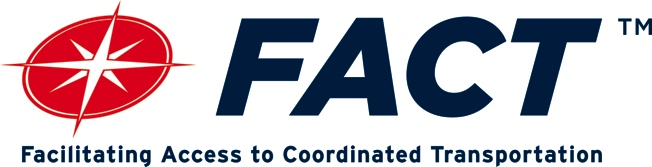 FACT™
Facilitating Access to Coordinated Transportation